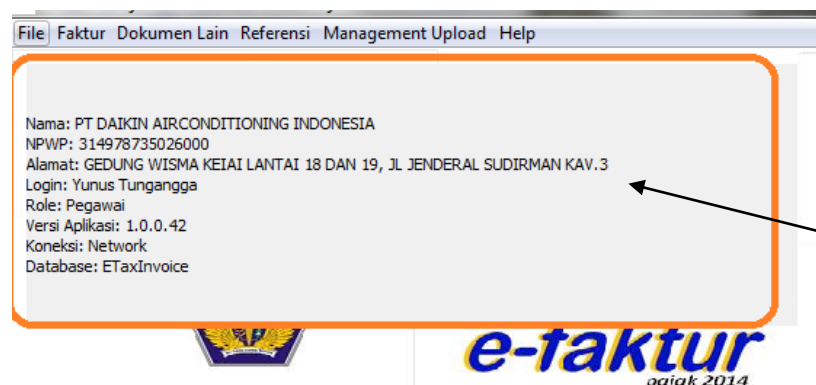 File Faktur Dokumen Lain Referensi Management Upload Help
Nama: PT DAIKIN AIRCONDITIONING INDONESIA
NPWP: 314978735026000
Alamat: GEDUNG WISMA KEIAI LANTAI 18 DAN 19, JL JENDERAL SUDIRMAN KAV.3
Login: Yunus Tungangga
Role: Pegawai
Versi Aplikasi: 1.0.0.42
Koneksi: Network
Database: ETaxInvoice
e-faktur
pajak 2014